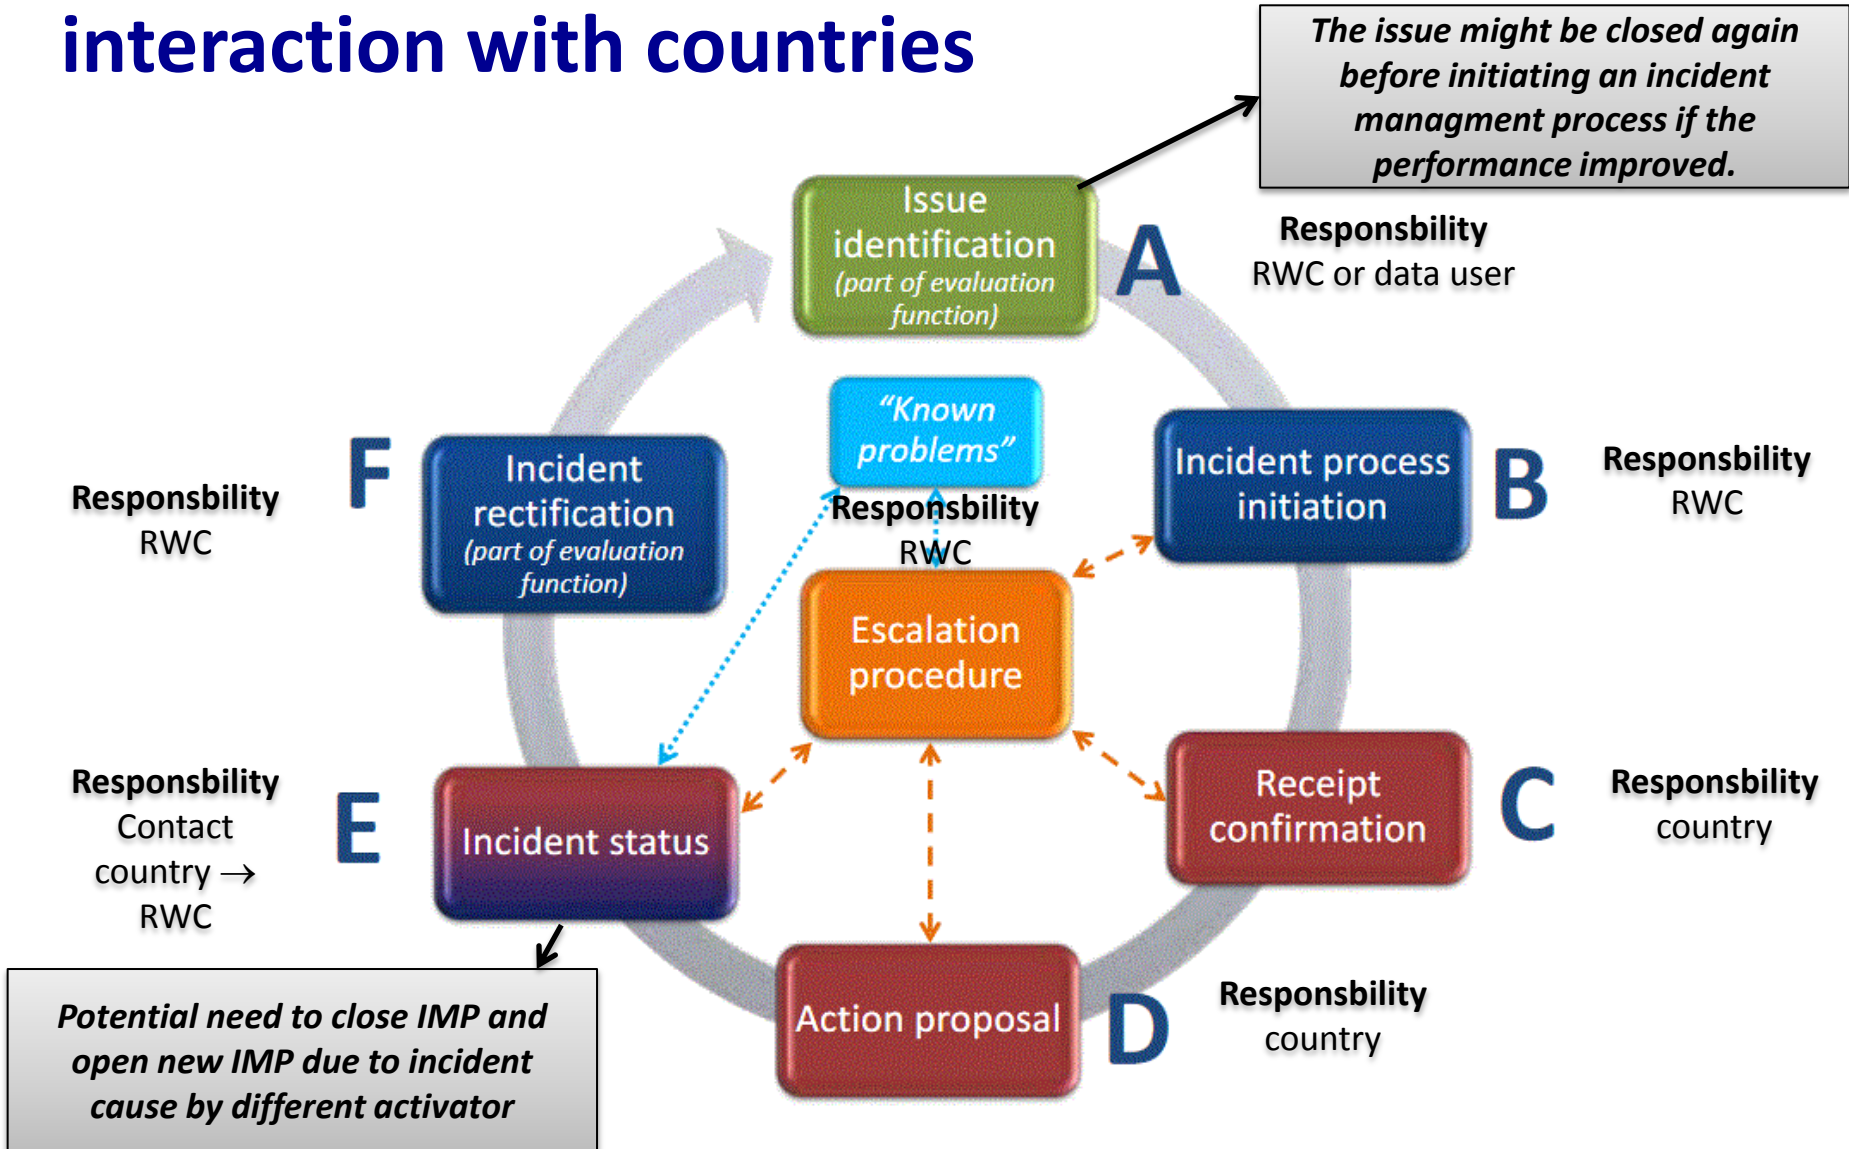 interaction with countries
The issue might be closed again
before initiating an incident
managment process if the
performance improved.
Issue
identification
(part of evaluation
function)
A
Responsbility
RWC or data user
"Known
problems"
Responsbility
RWC
Incident process
initiation
B
Responsbility
RWC
F
Responsbility
RWC
Incident
rectification
(part of evaluation
function)
Escalation
procedure
Receipt
confirmation
C
Responsbility
country
Responsbility
Contact
country →
RWC
E
Incident status
Action proposal
D
Responsbility
country
Potential need to close IMP and
open new IMP due to incident
cause by different activator